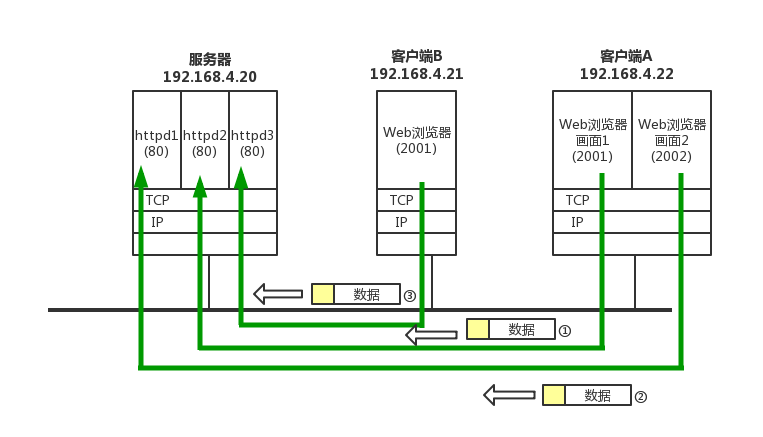 服务器
192.168.4.20
客户端B
192.168.4.21
客户端A
192.168.4.22
httpd1
(80)
httpd2
(80)
httpd3
(80)
TCP
IP
Web浏览器
(2001)
TCP
IP
Web浏览器
画面1
(2001)
Web浏览器
画面2
(2002)
TCP
IP
数据 ③
数据 ①
数据 ②